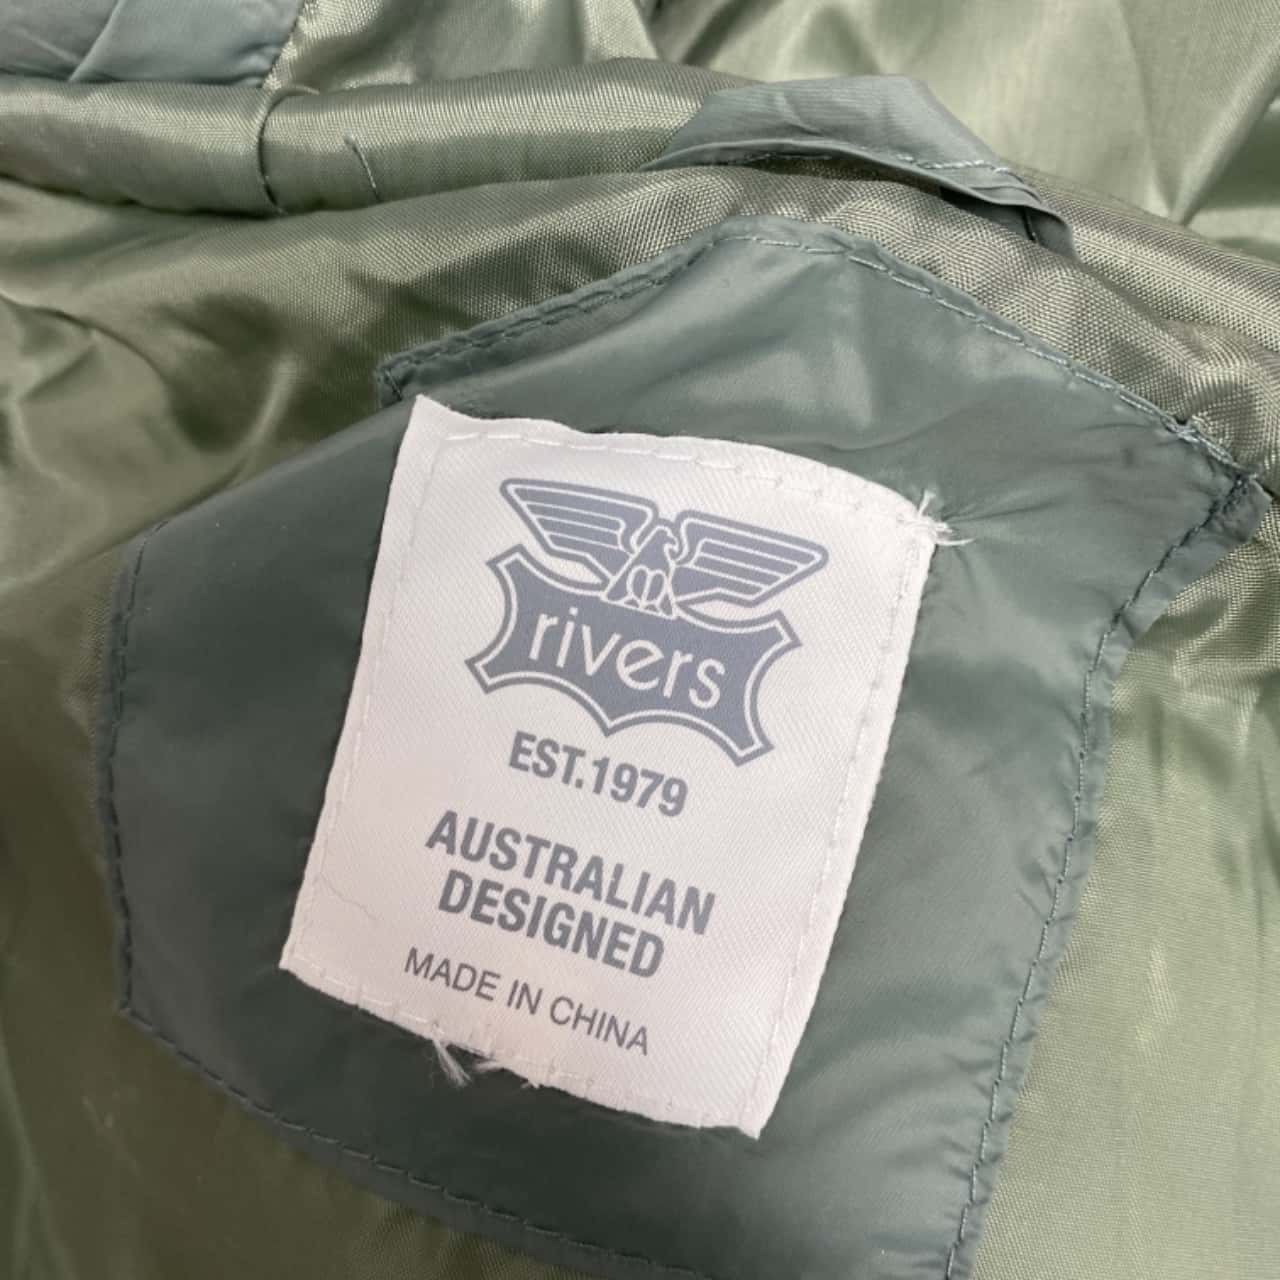 rivers
EST.1979
AUSTRALIAN
DESIGNED
MADE IN CHINA